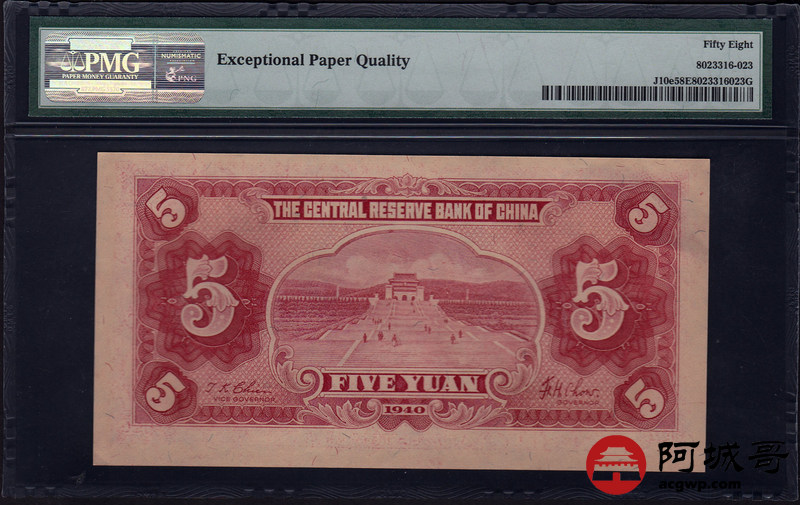 PMG
PAPER MONEY GUARANTY
NUMISMATIC
PNG
Exceptional Paper Quality
Fifty Eight
8023316-023
J10e58E8023316023G
5
5
THE CENTRAL RESERVE BANK OF CHINA
5
5
5
5
FIVE YUAN
1940
VICE GOVERNOR.
GOVERNOR.
阿城哥
acgwp.com